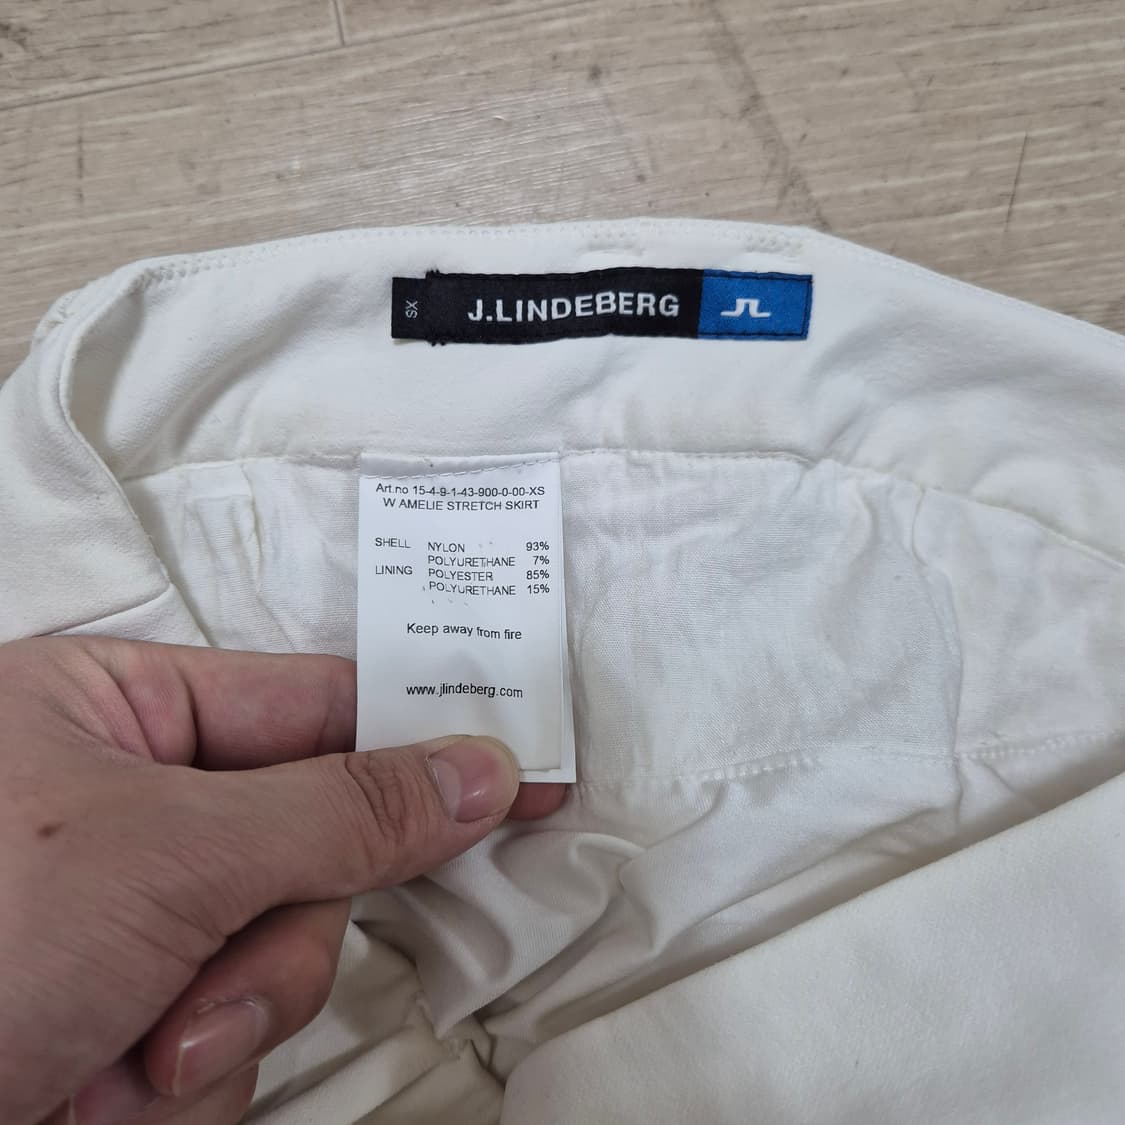 XS
J.LINDEBERG
Art.no 15-4-9-1-43-900-0-00-XS
W AMELIE STRETCH SKIRT
SHELL NYLON 93%
POLYURETHANE 7%
LINING POLYESTER 85%
POLYURETHANE 15%
Keep away from fire
www.jlindeberg.com